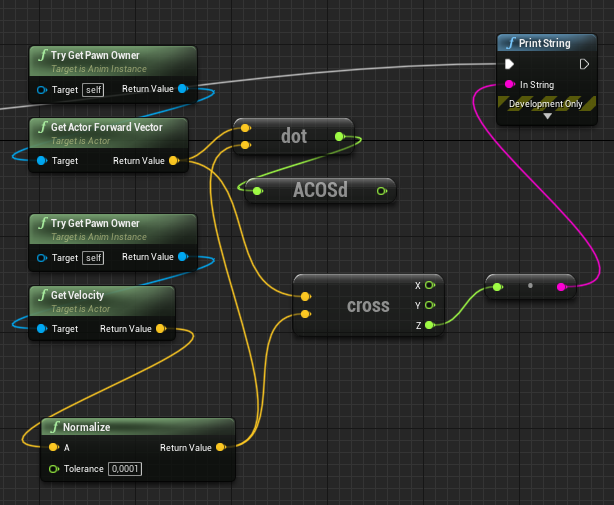 f Try Get Pawn Owner
Target is Anim Instance
Target self Return Value
f Get Actor Forward Vector
Target is Actor
Target Return Value
f Try Get Pawn Owner
Target is Anim Instance
Target self Return Value
f Get Velocity
Target is Actor
Target Return Value
f Normalize
A Return Value
Tolerance 0,0001
dot
ACOSd
cross
X
Y
Z
f Print String
In String
Development Only